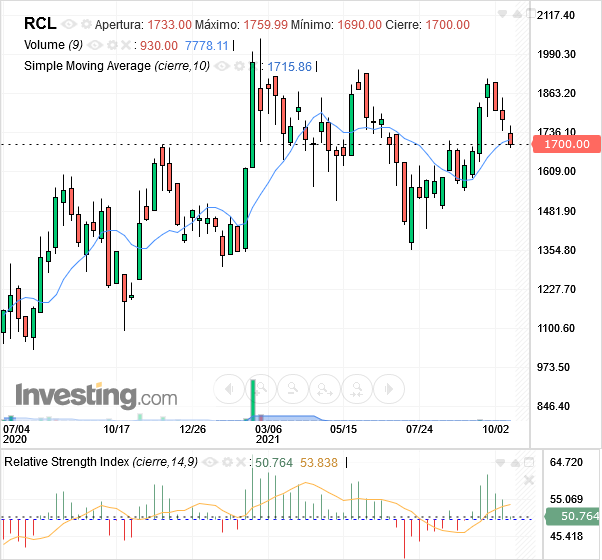 RCL Apertura: 1733.00 Máximo: 1759.99 Mínimo: 1690.00 Cierre: 1700.00
Volume (9) : 930.00 7778.11
Simple Moving Average (cierre,10) : 1715.86
2117.40
1990.30
1863.20
1736.10
1700.00
1609.00
1481.90
1354.80
1227.70
1100.60
973.50
846.40
Investing.com
07/04 10/17 12/26 03/06 05/15 07/24 10/02
2020 2021
Relative Strength Index (cierre,14,9) : 50.764 53.838
64.720
55.069
50.764
45.418